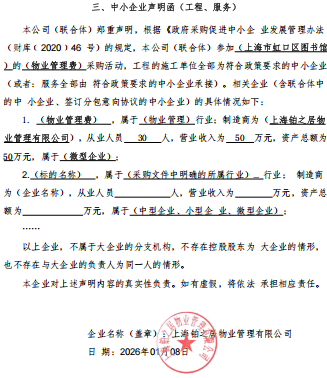 三、中小企业声明函（工程、服务）
本公司（联合体）郑重声明，根据《政府采购促进中小企 业发展管理办法》
（财库﹝2020﹞46 号）的规定，本公司（联合体）参加（上海市虹口区图书馆
）的（物业管理费）采购活动，工程的施工单位全部为符合政策要求的中小企业
（或者：服务全部由 符合政策要求的中小企业承接）。相关企业（含联合体中
的中 小企业、签订分包意向协议的中小企业）的具体情况如下：
1. （物业管理费） ，属于（物业管理）行业；制造商为（上海铂之居物
业管理有限公司），从业人员 30 人，营业收入为 50 万元，资产总额为
50万元，属于（微型企业）；
2.（标的名称） ，属于（采购文件中明确的所属行业）行业； 制造商
为（企业名称），从业人员 人，营业收入为 万元，资产总
额为 万元，属于（中型企业、小型企 业、微型企业）；
……
以上企业，不属于大企业的分支机构，不存在控股股东为 大企业的情形，
也不存在与大企业的负责人为同一人的情形。
本企业对上述声明内容的真实性负责。如有虚假，将依法 承担相应责任。
企业名称（盖章）：上海铂之居物业管理有限公司
日 期：2026年01月08日